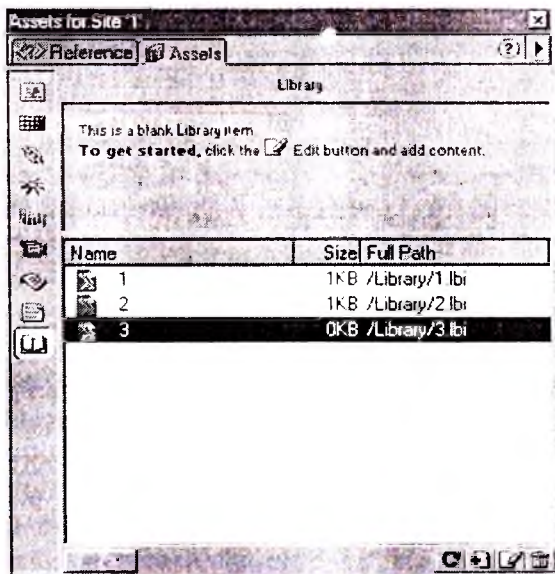 Assets for Site '1'
Reference Assets
Library
This is a blank Library item.
To get started, click the Edit button and add content.
Name Size Full Path
1 1KB /Library/1.lbi
2 1KB /Library/2.lbi
3 0KB /Library/3.lbi